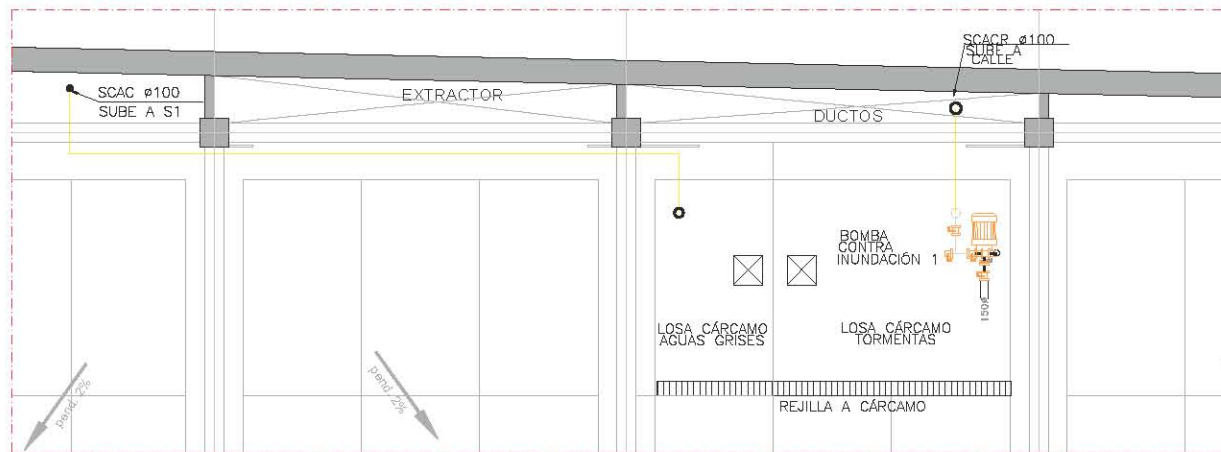 SCACR ø100
SUBE A
CALLE
SCAC ø100
SUBE A S1
EXTRACTOR
DUCTOS
BOMBA
CONTRA
INUNDACIÓN 1
150ø
LOSA CÁRCAMO
AGUAS GRISES
LOSA CÁRCAMO
TORMENTAS
pend. 2%
pend. 2%
REJILLA A CÁRCAMO